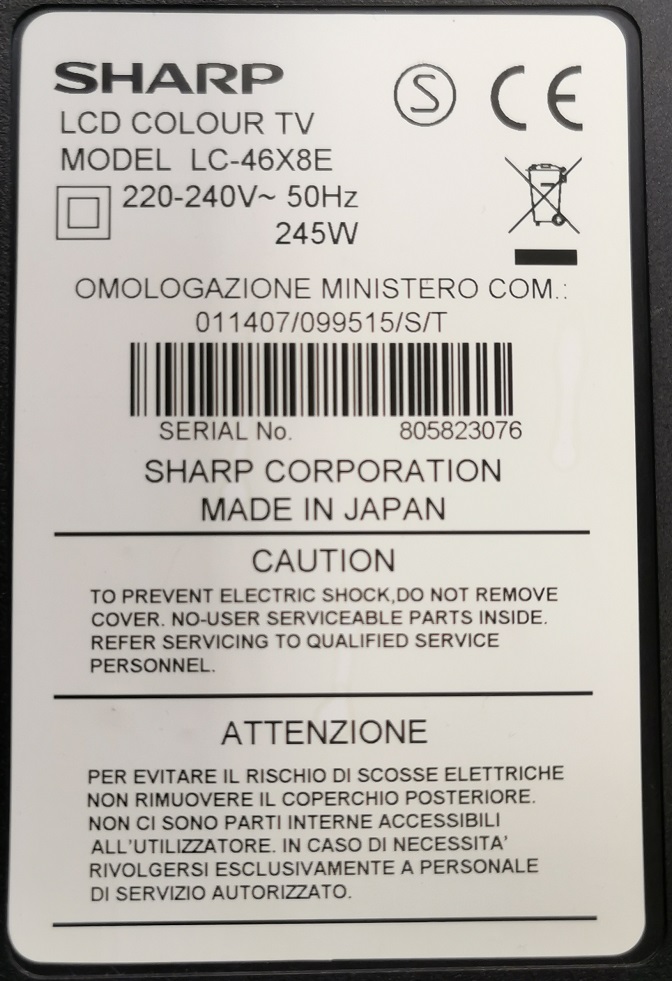 SHARP
S CE
LCD COLOUR TV
MODEL LC-46X8E
220-240V~ 50Hz
245W
OMOLOGAZIONE MINISTERO COM.:
011407/099515/S/T
SERIAL No. 805823076
SHARP CORPORATION
MADE IN JAPAN
CAUTION
TO PREVENT ELECTRIC SHOCK,DO NOT REMOVE
COVER. NO-USER SERVICEABLE PARTS INSIDE.
REFER SERVICING TO QUALIFIED SERVICE
PERSONNEL.
ATTENZIONE
PER EVITARE IL RISCHIO DI SCOSSE ELETTRICHE
NON RIMUOVERE IL COPERCHIO POSTERIORE.
NON CI SONO PARTI INTERNE ACCESSIBILI
ALL'UTILIZZATORE. IN CASO DI NECESSITA'
RIVOLGERSI ESCLUSIVAMENTE A PERSONALE
DI SERVIZIO AUTORIZZATO.